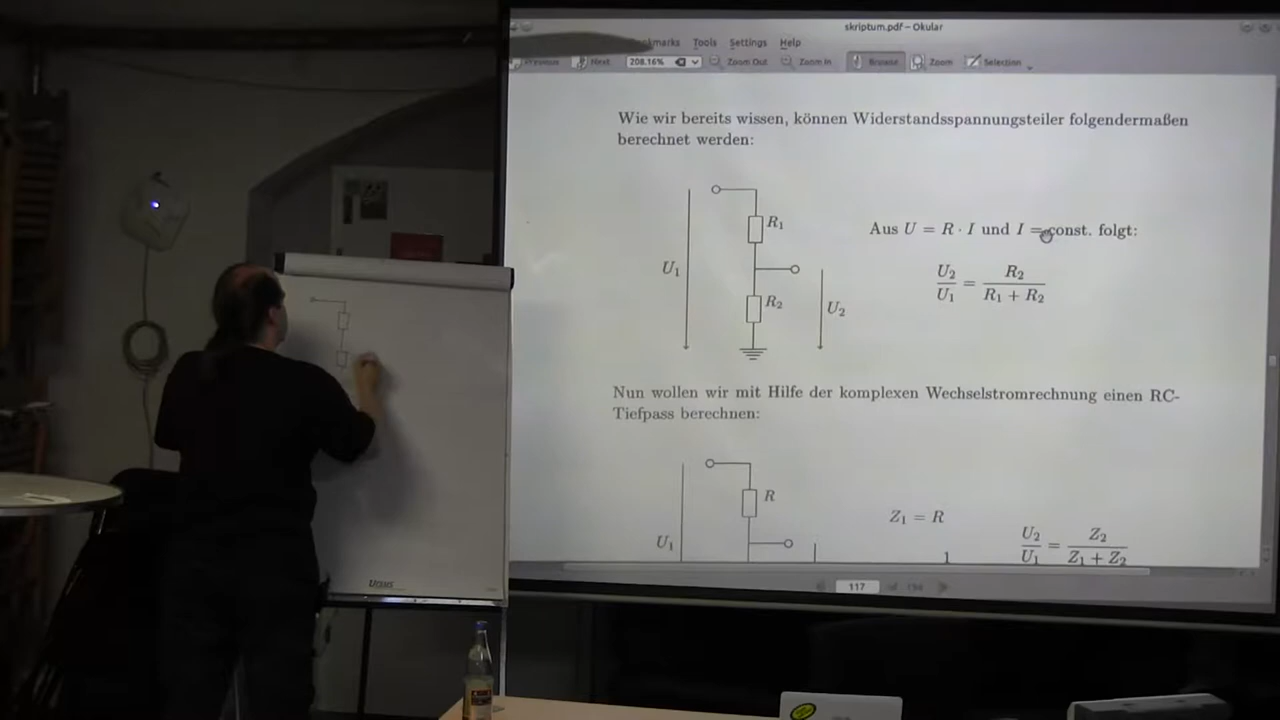 skriptum.pdf – Okular
Tools Settings Help
Previous Next 208.16% Zoom Out Zoom In Browse Zoom Selection
Wie wir bereits wissen, können Widerstandsspannungsteiler folgendermaßen
berechnet werden:
R₁
Aus U = R · I und I = const. folgt:
U₁
U₂/U₁ = R₂/(R₁ + R₂)
R₂
U₂
Nun wollen wir mit Hilfe der komplexen Wechselstromrechnung einen RC-
Tiefpass berechnen:
R
Z₁ = R
U₁
U₂/U₁ = Z₂/(Z₁ + Z₂)
1
117
Ursus